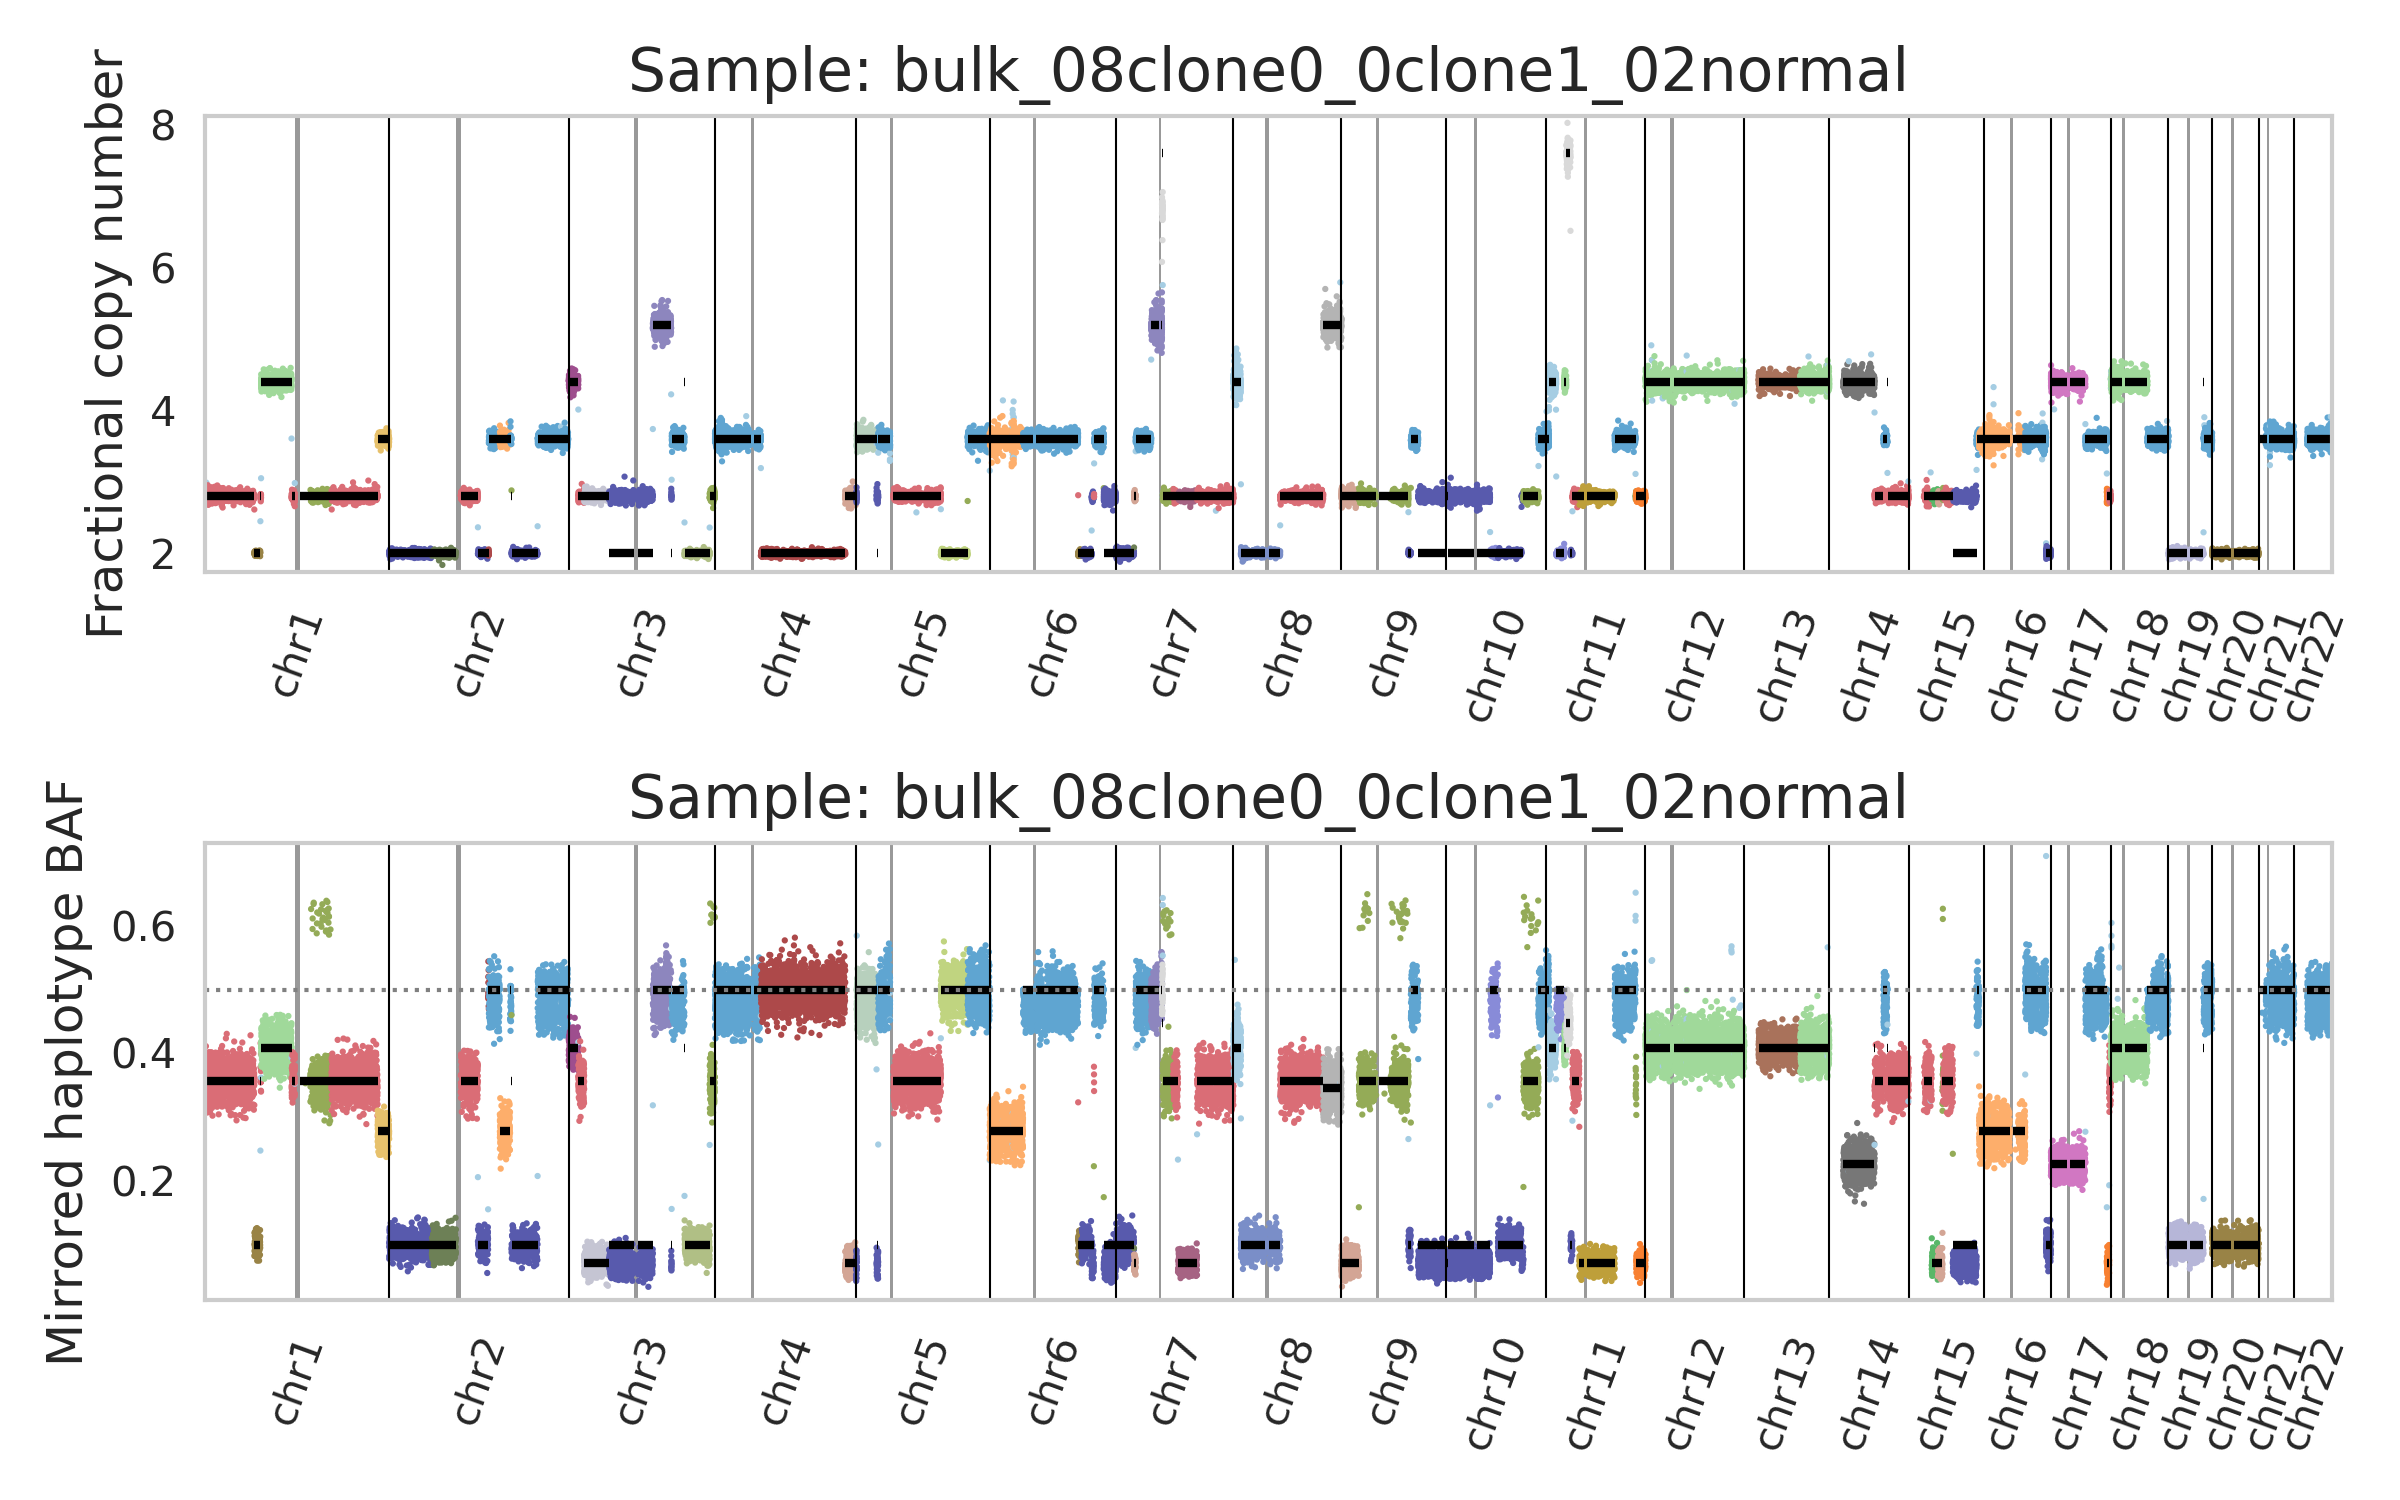 Sample: bulk_08clone0_0clone1_02normal
Fractional copy number
8
6
4
2
chr1
chr2
chr3
chr4
chr5
chr6
chr7
chr8
chr9
chr10
chr11
chr12
chr13
chr14
chr15
chr16
chr17
chr18
chr19
chr20
chr21
chr22
Sample: bulk_08clone0_0clone1_02normal
Mirrored haplotype BAF
0.6
0.4
0.2
chr1
chr2
chr3
chr4
chr5
chr6
chr7
chr8
chr9
chr10
chr11
chr12
chr13
chr14
chr15
chr16
chr17
chr18
chr19
chr20
chr21
chr22